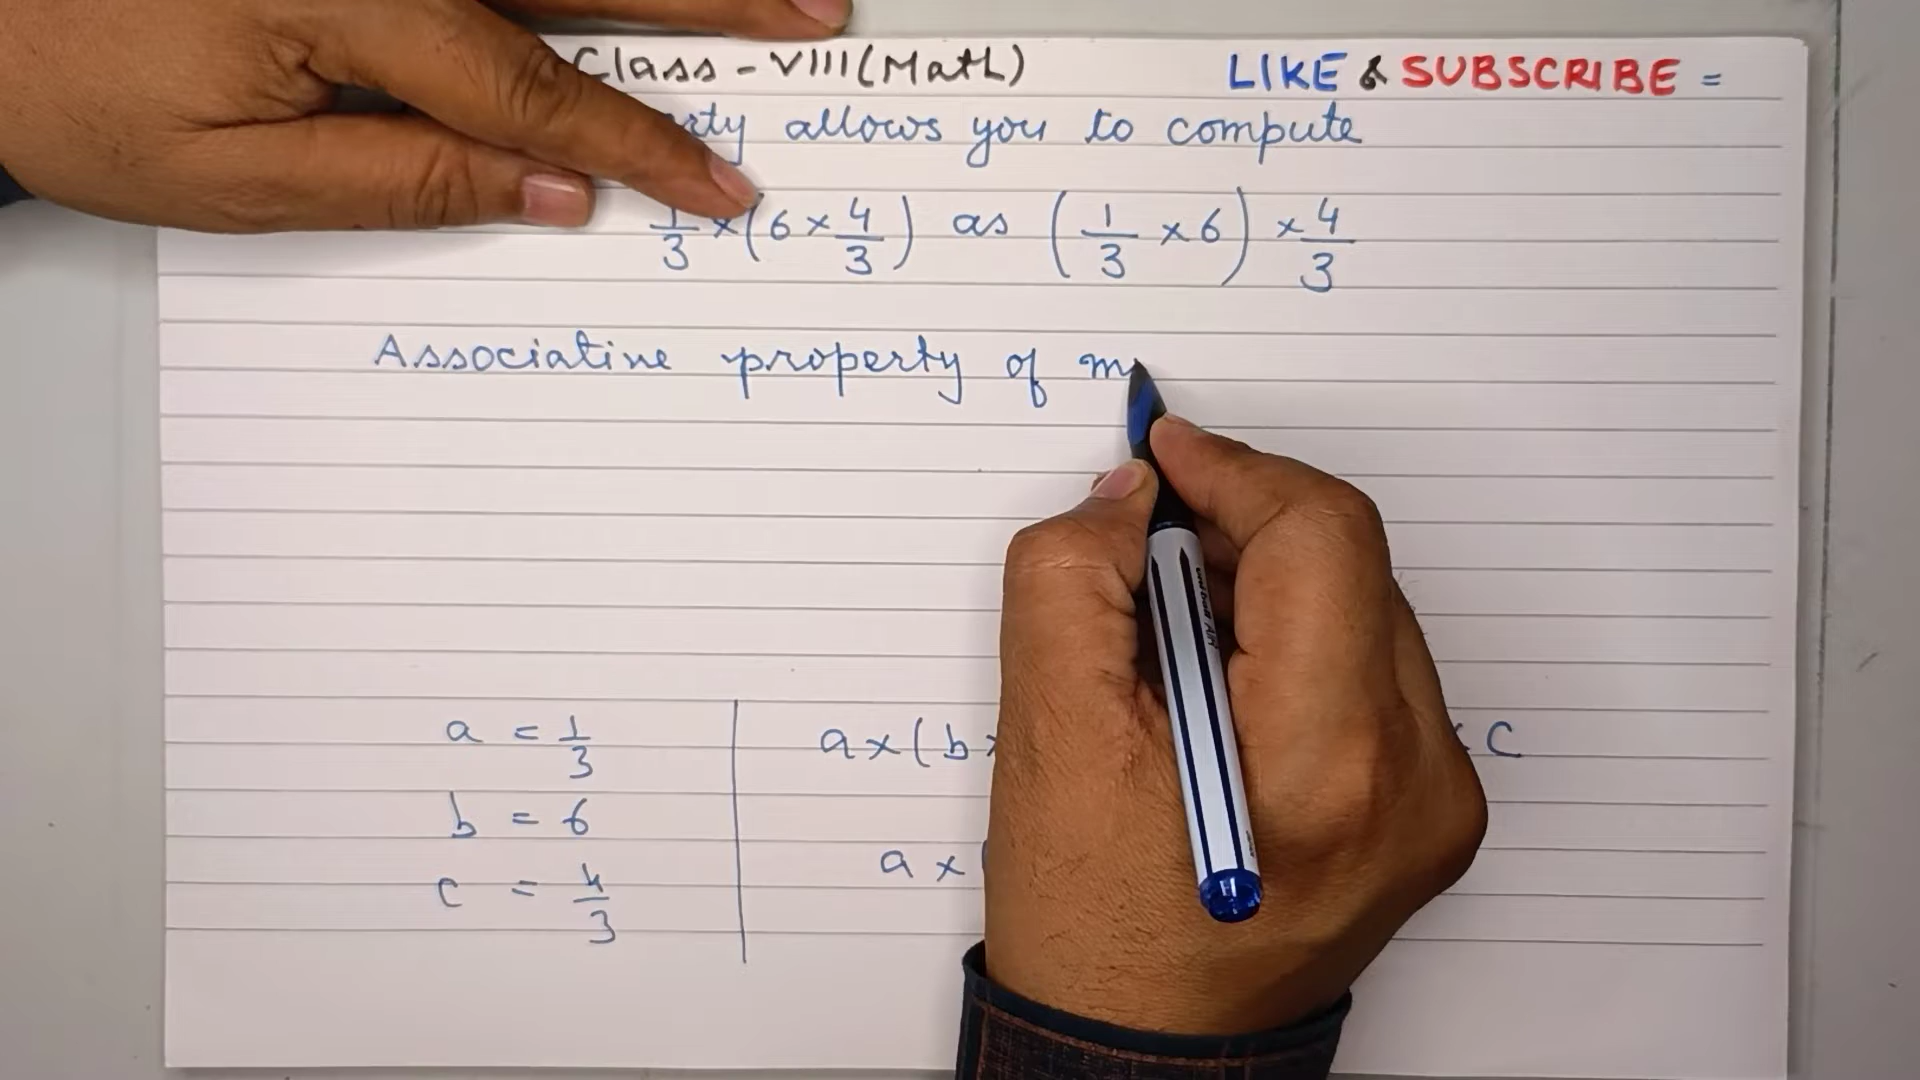 Class - VIII (Math) LIKE & SUBSCRIBE =
allows you to compute
1/3 × (6 × 4/3) as (1/3 × 6) × 4/3
Associative property of
a = 1/3
b = 6
c = 4/3
a × (b × C
a × (